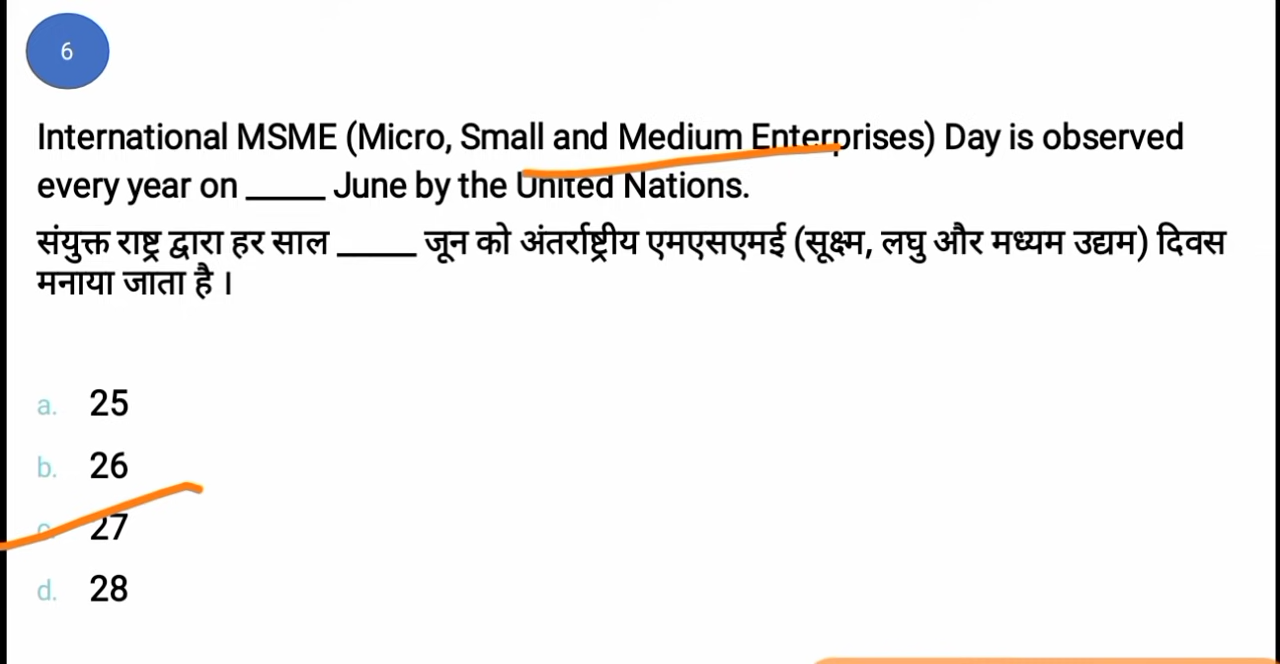 6
International MSME (Micro, Small and Medium Enterprises) Day is observed
every year on _____ June by the United Nations.
संयुक्त राष्ट्र द्वारा हर साल _____ जून को अंतर्राष्ट्रीय एमएसएमई (सूक्ष्म, लघु और मध्यम उद्यम) दिवस
मनाया जाता है ।
a. 25
b. 26
c. 27
d. 28